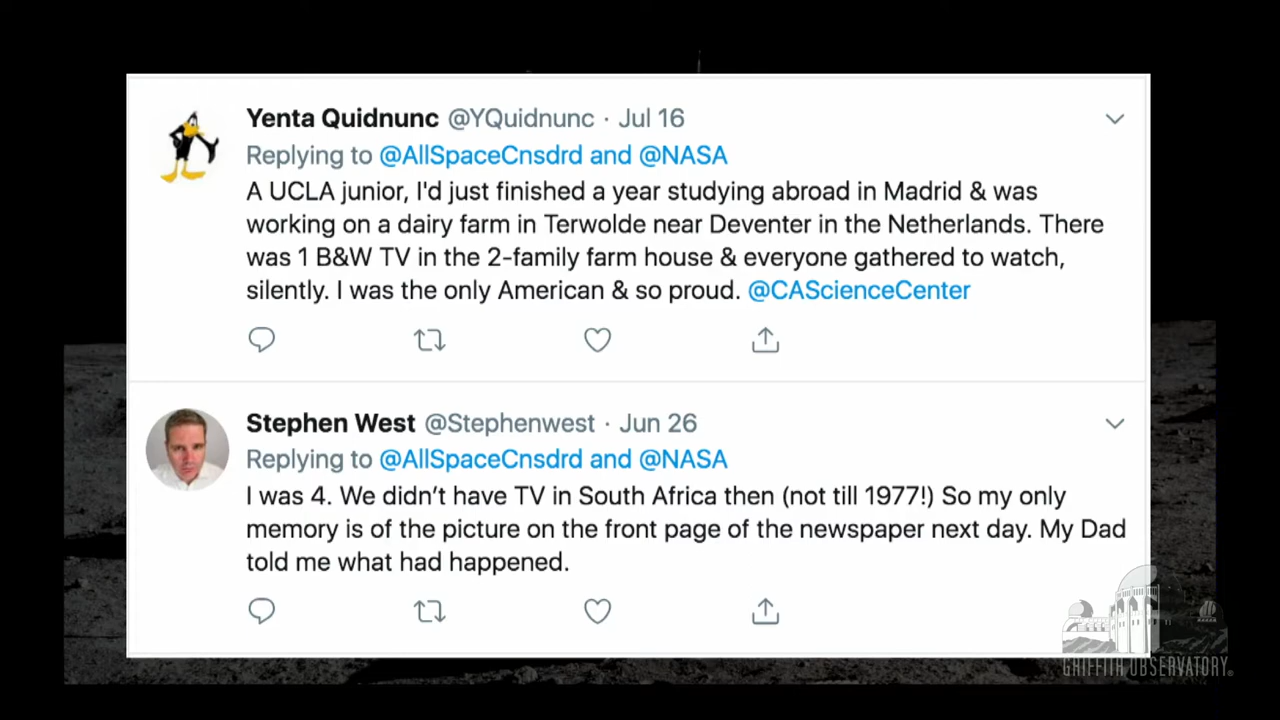 Yenta Quidnunc @YQuidnunc · Jul 16
Replying to @AllSpaceCnsdrd and @NASA
A UCLA junior, I'd just finished a year studying abroad in Madrid & was
working on a dairy farm in Terwolde near Deventer in the Netherlands. There
was 1 B&W TV in the 2-family farm house & everyone gathered to watch,
silently. I was the only American & so proud. @CAScienceCenter
Stephen West @Stephenwest · Jun 26
Replying to @AllSpaceCnsdrd and @NASA
I was 4. We didn’t have TV in South Africa then (not till 1977!) So my only
memory is of the picture on the front page of the newspaper next day. My Dad
told me what had happened.
GRIFFITH OBSERVATORY®